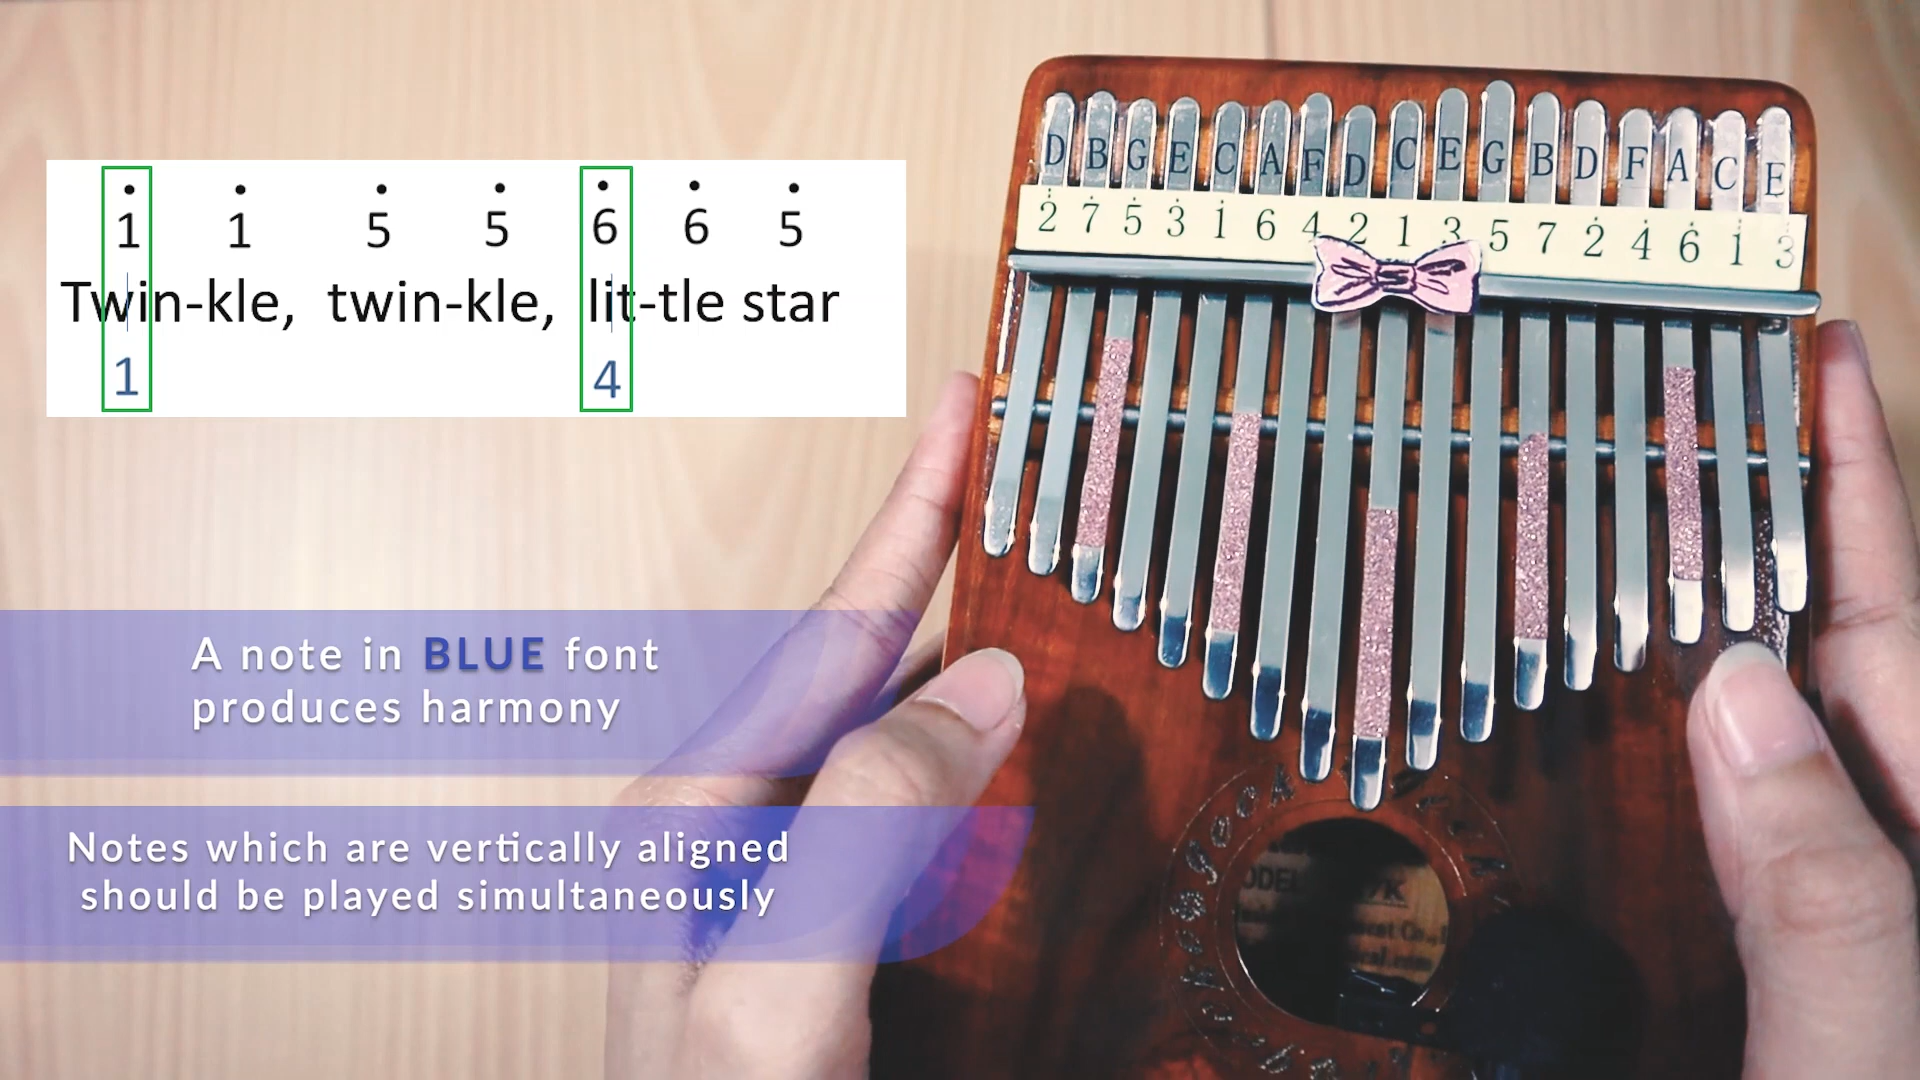 1 1 5 5 6 6 5
Twin-kle, twin-kle, lit-tle star
1 4
A note in BLUE font
produces harmony
Notes which are vertically aligned
should be played simultaneously
D B G E C A F D C E G B D F A C E
2 7 5 3 1 6 4 2 1 3 5 7 2 4 6 1 3